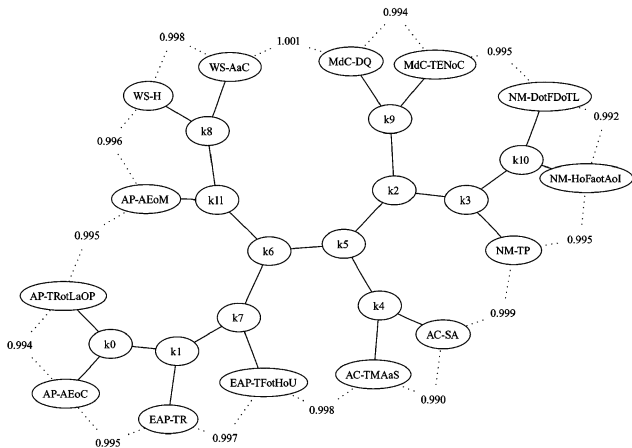 0.994
0.998
1.001
0.995
WS-AaC
MdC-DQ
MdC-TENoC
WS-H
NM-DotFDoTL
0.992
k8
k9
0.996
k10
NM-HoFaotAoI
AP-AEoM
k11
k2
k3
0.995
k6
k5
NM-TP
0.995
AP-TRotLaOP
k7
k4
0.999
AC-SA
0.994
k0
k1
EAP-TFotHoU
AC-TMAaS
0.990
AP-AEoC
0.998
EAP-TR
0.995
0.997